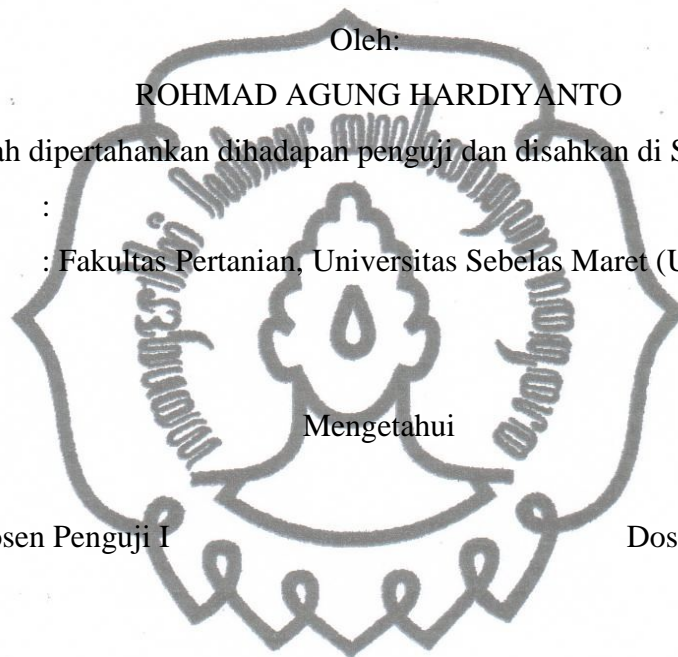 Oleh:
ROHMAD AGUNG HARDIYANTO
ah dipertahankan dihadapan penguji dan disahkan di S
:
: Fakultas Pertanian, Universitas Sebelas Maret (U
Mengetahui
osen Penguji I Dos